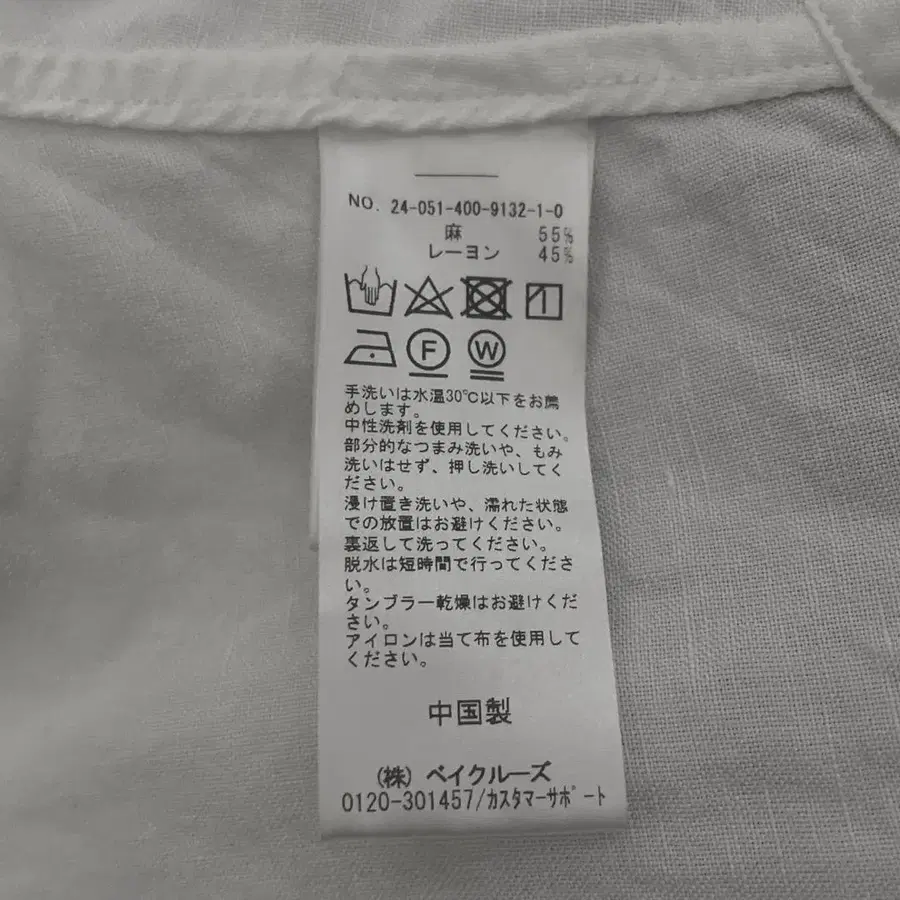 NO. 24-051-400-9132-1-0
麻 55%
レーヨン 45%
F W
手洗いは水温30℃以下をお薦
めします。
中性洗剤を使用してください。
部分的なつまみ洗いや、もみ
洗いはせず、押し洗いしてく
ださい。
浸け置き洗いや、濡れた状態
での放置はお避けください。
裏返して洗ってください。
脱水は短時間で行ってくださ
い。
タンブラー乾燥はお避けくだ
さい。
アイロンは当て布を使用して
ください。
中国製
(株) ベイクルーズ
0120-301457/カスタマーサポート